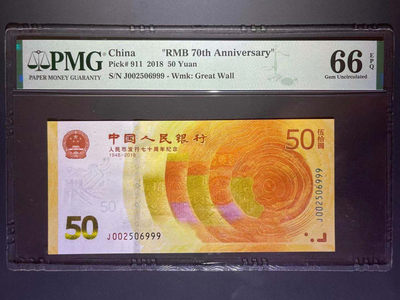 PMG
PAPER MONEY GUARANTY
China "RMB 70th Anniversary"
Pick# 911 2018 50 Yuan
S/N J002506999 - Wmk: Great Wall
66 EPQ
Gem Uncirculated
中国人民银行
人民币发行七十周年纪念
1948-2018
50 伍拾圆
50
50
J002506999
J002506999